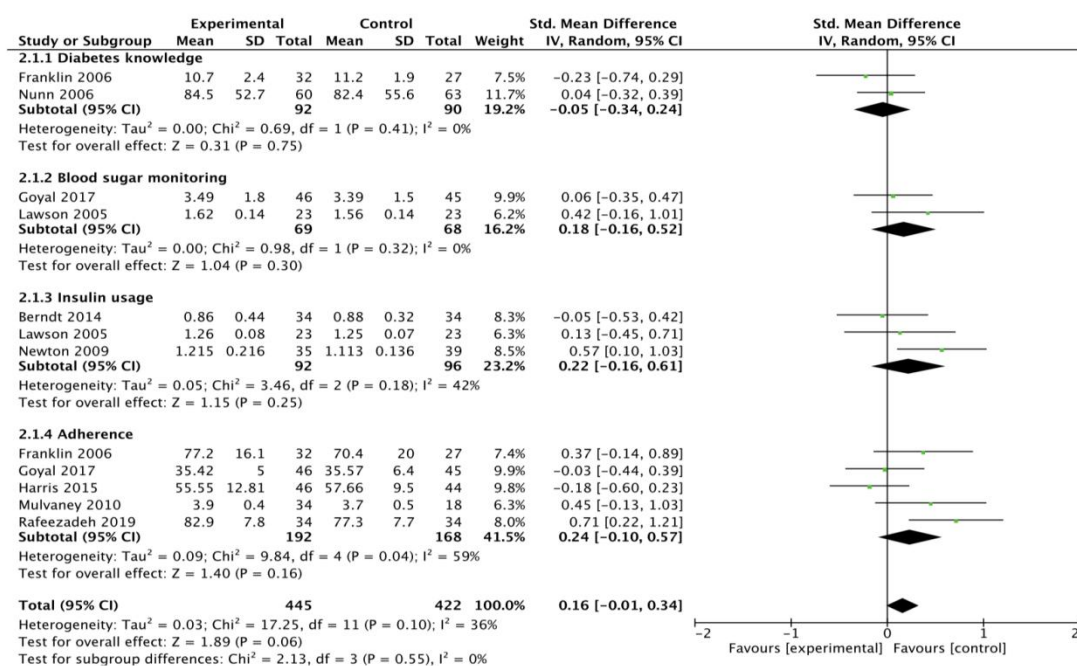 Experimental Control Std. Mean Difference Std. Mean Difference
Study or Subgroup Mean SD Total Mean SD Total Weight IV, Random, 95% CI IV, Random, 95% CI
2.1.1 Diabetes knowledge
Franklin 2006 10.7 2.4 32 11.2 1.9 27 7.5% −0.23 [−0.74, 0.29]
Nunn 2006 84.5 52.7 60 82.4 55.6 63 11.7% 0.04 [−0.32, 0.39]
Subtotal (95% CI) 92 90 19.2% −0.05 [−0.34, 0.24]
Heterogeneity: Tau² = 0.00; Chi² = 0.69, df = 1 (P = 0.41); I² = 0%
Test for overall effect: Z = 0.31 (P = 0.75)
2.1.2 Blood sugar monitoring
Goyal 2017 3.49 1.8 46 3.39 1.5 45 9.9% 0.06 [−0.35, 0.47]
Lawson 2005 1.62 0.14 23 1.56 0.14 23 6.2% 0.42 [−0.16, 1.01]
Subtotal (95% CI) 69 68 16.2% 0.18 [−0.16, 0.52]
Heterogeneity: Tau² = 0.00; Chi² = 0.98, df = 1 (P = 0.32); I² = 0%
Test for overall effect: Z = 1.04 (P = 0.30)
2.1.3 Insulin usage
Berndt 2014 0.86 0.44 34 0.88 0.32 34 8.3% −0.05 [−0.53, 0.42]
Lawson 2005 1.26 0.08 23 1.25 0.07 23 6.3% 0.13 [−0.45, 0.71]
Newton 2009 1.215 0.216 35 1.113 0.136 39 8.5% 0.57 [0.10, 1.03]
Subtotal (95% CI) 92 96 23.2% 0.22 [−0.16, 0.61]
Heterogeneity: Tau² = 0.05; Chi² = 3.46, df = 2 (P = 0.18); I² = 42%
Test for overall effect: Z = 1.15 (P = 0.25)
2.1.4 Adherence
Franklin 2006 77.2 16.1 32 70.4 20 27 7.4% 0.37 [−0.14, 0.89]
Goyal 2017 35.42 5 46 35.57 6.4 45 9.9% −0.03 [−0.44, 0.39]
Harris 2015 55.55 12.81 46 57.66 9.5 44 9.8% −0.18 [−0.60, 0.23]
Mulvaney 2010 3.9 0.4 34 3.7 0.5 18 6.3% 0.45 [−0.13, 1.03]
Rafeezadeh 2019 82.9 7.8 34 77.3 7.7 34 8.0% 0.71 [0.22, 1.21]
Subtotal (95% CI) 192 168 41.5% 0.24 [−0.10, 0.57]
Heterogeneity: Tau² = 0.09; Chi² = 9.84, df = 4 (P = 0.04); I² = 59%
Test for overall effect: Z = 1.40 (P = 0.16)
Total (95% CI) 445 422 100.0% 0.16 [−0.01, 0.34]
Heterogeneity: Tau² = 0.03; Chi² = 17.25, df = 11 (P = 0.10); I² = 36%
Test for overall effect: Z = 1.89 (P = 0.06)
Test for subgroup differences: Chi² = 2.13, df = 3 (P = 0.55), I² = 0%
−2 −1 0 1 2
Favours [experimental] Favours [control]